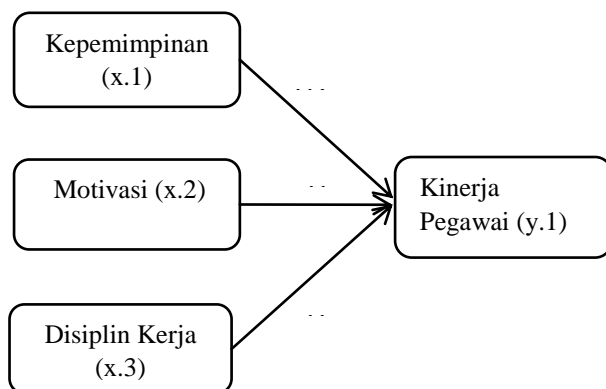 Kepemimpinan
(x.1)
Motivasi (x.2)
Kinerja
Pegawai (y.1)
Disiplin Kerja
(x.3)